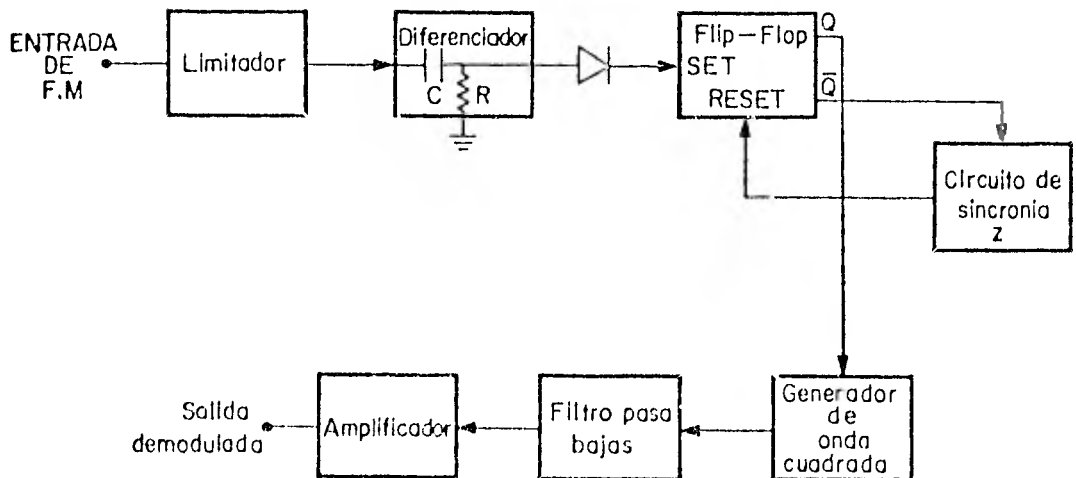 ENTRADA
DE
F.M
Limitador
Diferenciador
C
R
Flip-Flop
SET
RESET
Q
Q̅
Circuito de
sincronia
Z
Generador
de
onda
cuadrada
Filtro pasa
bajas
Amplificador
Salida
demodulada